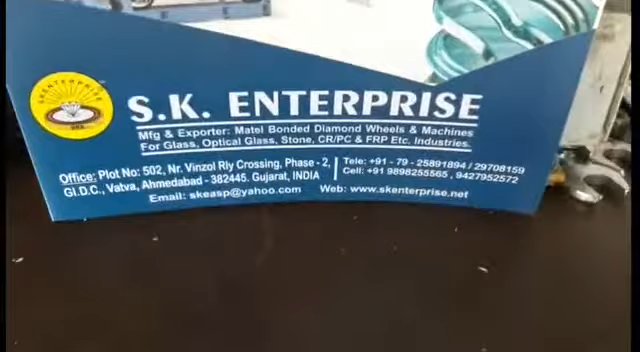 SKENTERPRISE
S.K. ENTERPRISE
Mfg & Exporter: Matel Bonded Diamond Wheels & Machines
For Glass, Optical Glass, Stone, CR/PC & FRP Etc. Industries.
Office: Plot No: 502, Nr. Vinzol Rly Crossing, Phase - 2,
GI.D.C., Vatva, Ahmedabad - 382445. Gujarat, INDIA
Tele: +91 - 79 - 25891894 / 29708159
Cell: +91 9898255565, 9427952572
Email: skeasp@yahoo.com
Web: www.skenterprise.net